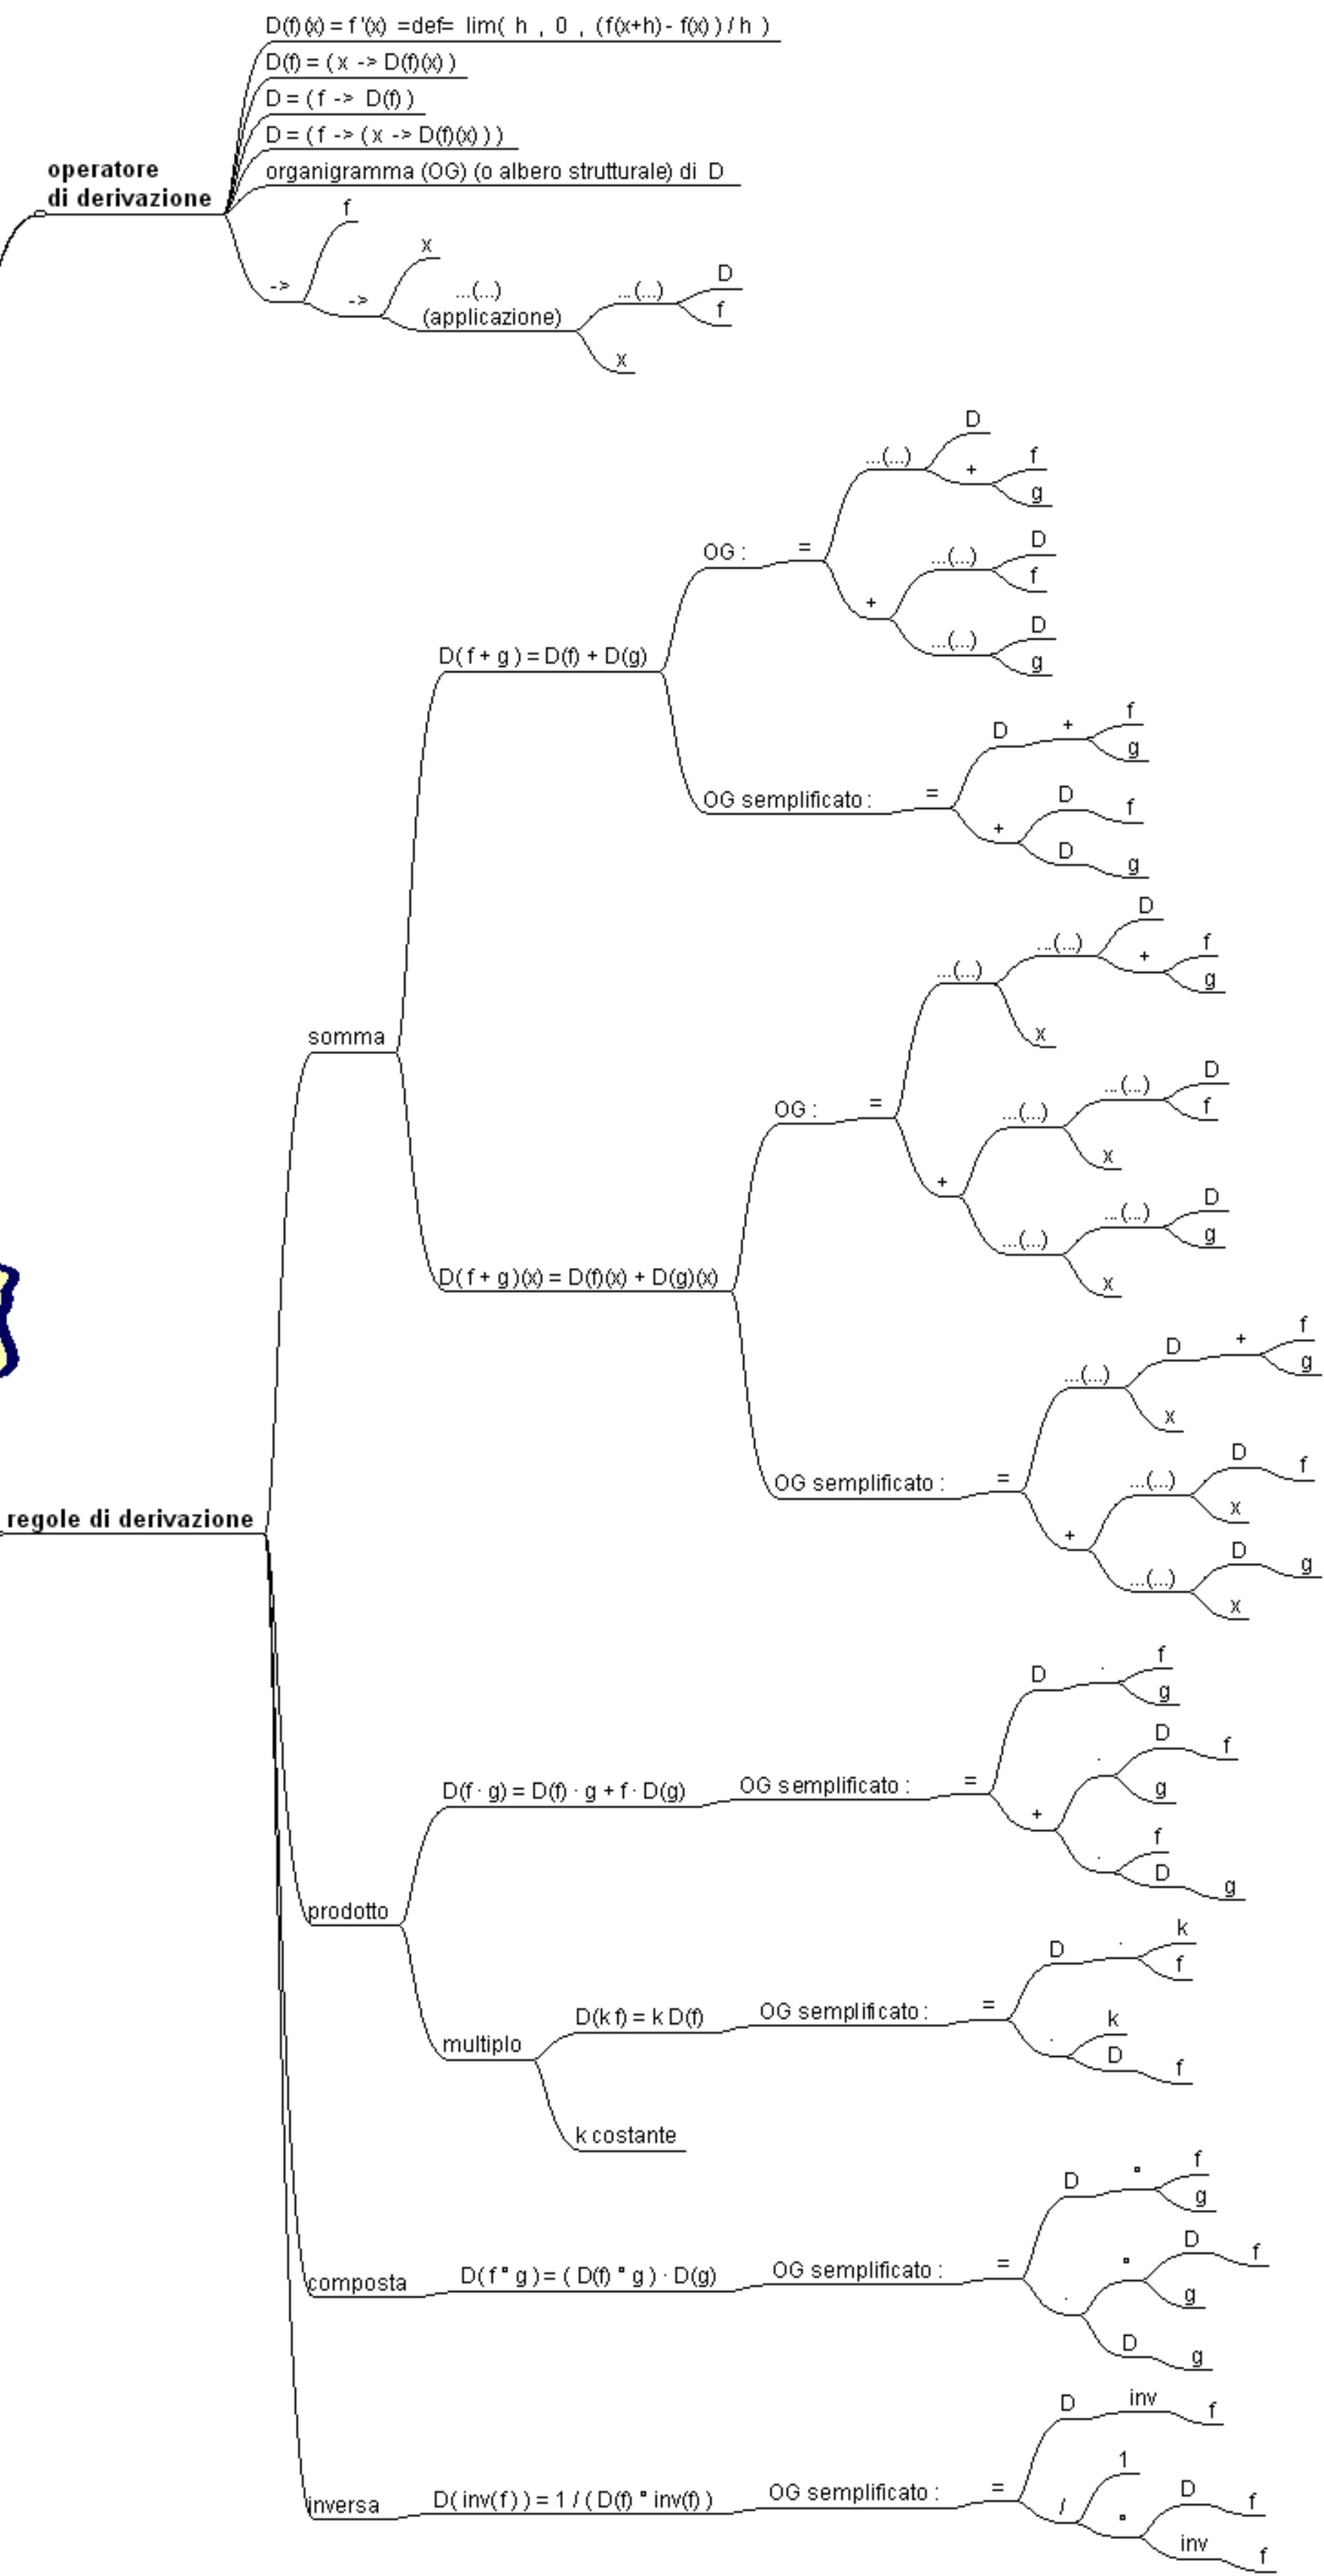 D(f)(x) = f '(x) =def= lim( h , 0 , (f(x+h) - f(x) ) / h )
D(f) = ( x -> D(f)(x) )
D = ( f -> D(f) )
D = ( f -> ( x -> D(f)(x) ) )
organigramma (OG) (o albero strutturale) di D
operatore
di derivazione
f
x
->
->
...(...)
(applicazione)
...(...)
D
f
x
D
...(...)
+
f
g
OG :
=
D
...(...)
f
+
D
...(...)
g
D( f + g ) = D(f) + D(g)
f
D
+
g
OG semplificato :
=
D
f
+
D
g
D
...(...)
+
f
...(...)
g
x
somma
D
...(...)
f
OG :
=
...(...)
x
+
D
...(...)
g
...(...)
x
D( f + g )(x) = D(f)(x) + D(g)(x)
f
D
+
g
...(...)
x
D
f
OG semplificato :
=
...(...)
x
regole di derivazione
+
D
g
...(...)
x
f
D
·
g
D
f
·
D(f · g) = D(f) · g + f · D(g)
OG semplificato :
=
g
+
f
·
D
g
prodotto
k
D
·
f
D(k f) = k D(f)
OG semplificato :
=
k
multiplo
·
D
f
k costante
f
D
°
g
D
f
°
composta
D( f ° g ) = ( D(f) ° g ) · D(g)
OG semplificato :
=
g
·
D
g
D
inv
f
1
inversa
D( inv(f) ) = 1 / ( D(f) ° inv(f) )
OG semplificato :
=
D
f
/
°
inv
f